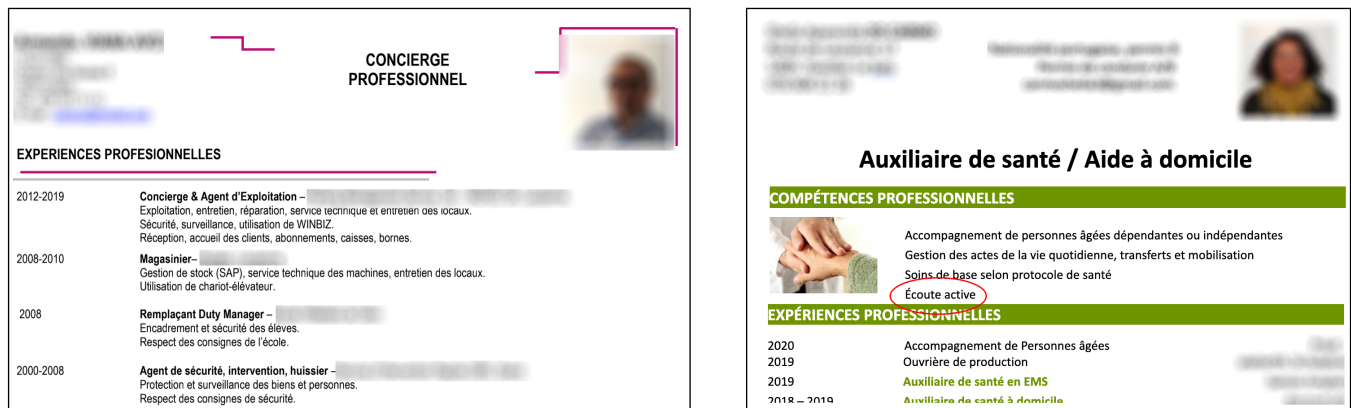 CONCIERGE
PROFESSIONNEL
EXPERIENCES PROFESIONNELLES
2012-2019 Concierge & Agent d'Exploitation –
Exploitation, entretien, réparation, service technique et entretien des locaux.
Sécurité, surveillance, utilisation de WINBIZ.
Réception, accueil des clients, abonnements, caisses, bornes.
2008-2010 Magasinier–
Gestion de stock (SAP), service technique des machines, entretien des locaux.
Utilisation de chariot-élévateur.
2008 Remplaçant Duty Manager –
Encadrement et sécurité des élèves.
Respect des consignes de l'école.
2000-2008 Agent de sécurité, intervention, huissier –
Protection et surveillance des biens et personnes.
Respect des consignes de sécurité.
Auxiliaire de santé / Aide à domicile
COMPÉTENCES PROFESSIONNELLES
Accompagnement de personnes âgées dépendantes ou indépendantes
Gestion des actes de la vie quotidienne, transferts et mobilisation
Soins de base selon protocole de santé
Écoute active
EXPÉRIENCES PROFESSIONNELLES
2020 Accompagnement de Personnes âgées
2019 Ouvrière de production
2019 Auxiliaire de santé en EMS
2018 – 2019 Auxiliaire de santé à domicile